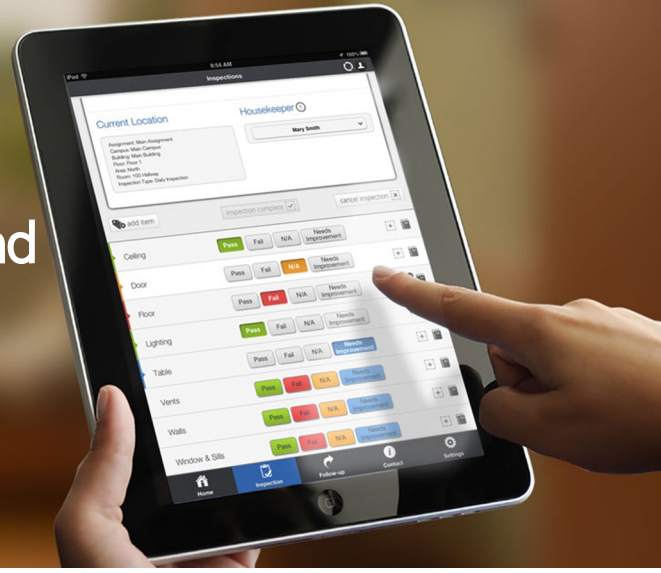 nd
iPad
9:54 AM
100%
Inspections
Current Location
Housekeeper
Assignment: Main Assignment
Campus: Main Campus
Building: Main Building
Floor: Floor 1
Area: North
Room: 100 Hallway
Inspection Type: Daily Inspection
Mary Smith
add item
inspection complete
cancel inspection
Ceiling Pass Fail N/A Needs Improvement
Door Pass Fail N/A Needs Improvement
Floor Pass Fail N/A Needs Improvement
Lighting Pass Fail N/A Needs Improvement
Table Pass Fail N/A Needs Improvement
Vents Pass Fail N/A Needs Improvement
Walls Pass Fail N/A Needs Improvement
Window & Sills Pass Fail N/A Needs Improvement
Home Inspection Follow-up Contact Settings